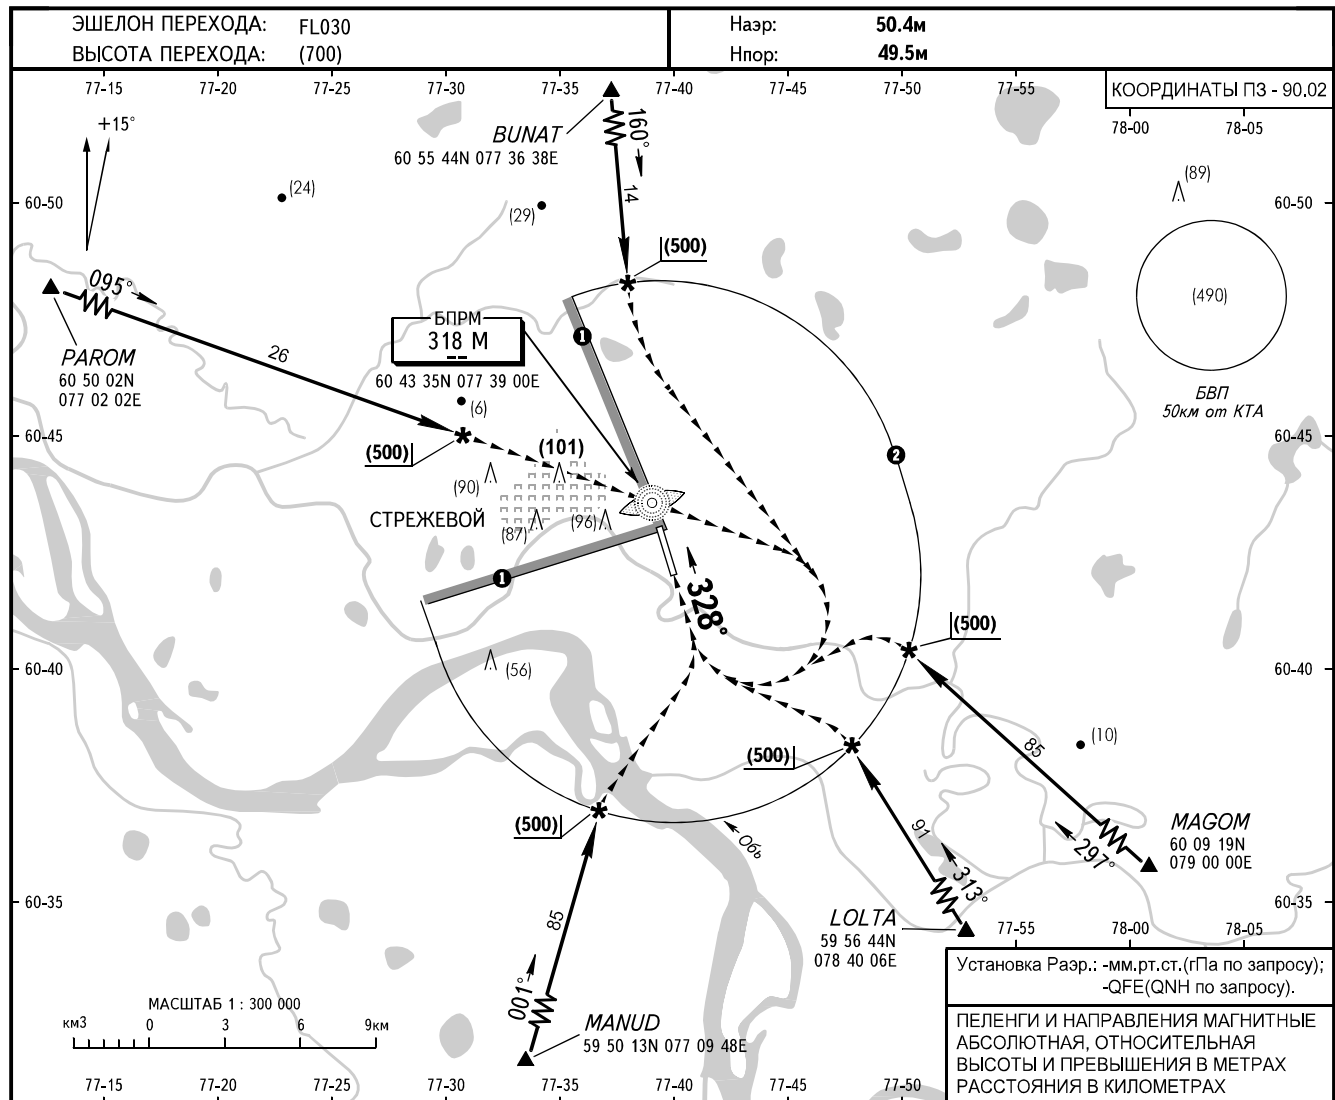 ЭШЕЛОН ПЕРЕХОДА: FL030
ВЫСОТА ПЕРЕХОДА: (700)
Наэр: 50.4м
Нпор: 49.5м
77-15 77-20 77-25 77-30 77-35 77-40 77-45 77-50 77-55
КООРДИНАТЫ ПЗ - 90.02
78-00 78-05
+15°
BUNAT
60 55 44N 077 36 38E
160°
14
(24)
(29)
(89)
60-50
60-50
(500)
(490)
БВП
50км от КТА
095°
26
PAROM
60 50 02N
077 02 02E
БПРМ
318 M
– –
60 43 35N 077 39 00E
1
(6)
60-45
60-45
(500)
(101)
2
(90)
СТРЕЖЕВОЙ
(87)
(96)
1
328°
(500)
60-40
60-40
(56)
(10)
85
(500)
(500)
Обь
91
313°
297°
MAGOM
60 09 19N
079 00 00E
60-35
60-35
85
LOLTA
59 56 44N
078 40 06E
77-55 78-00 78-05
001°
MANUD
59 50 13N 077 09 48E
МАСШТАБ 1 : 300 000
км3 0 3 6 9км
77-15 77-20 77-25 77-30 77-35 77-40 77-45 77-50
Установка Раэр.: -мм.рт.ст.(гПа по запросу);
-QFE(QNH по запросу).
ПЕЛЕНГИ И НАПРАВЛЕНИЯ МАГНИТНЫЕ
АБСОЛЮТНАЯ, ОТНОСИТЕЛЬНАЯ
ВЫСОТЫ И ПРЕВЫШЕНИЯ В МЕТРАХ
РАССТОЯНИЯ В КИЛОМЕТРАХ